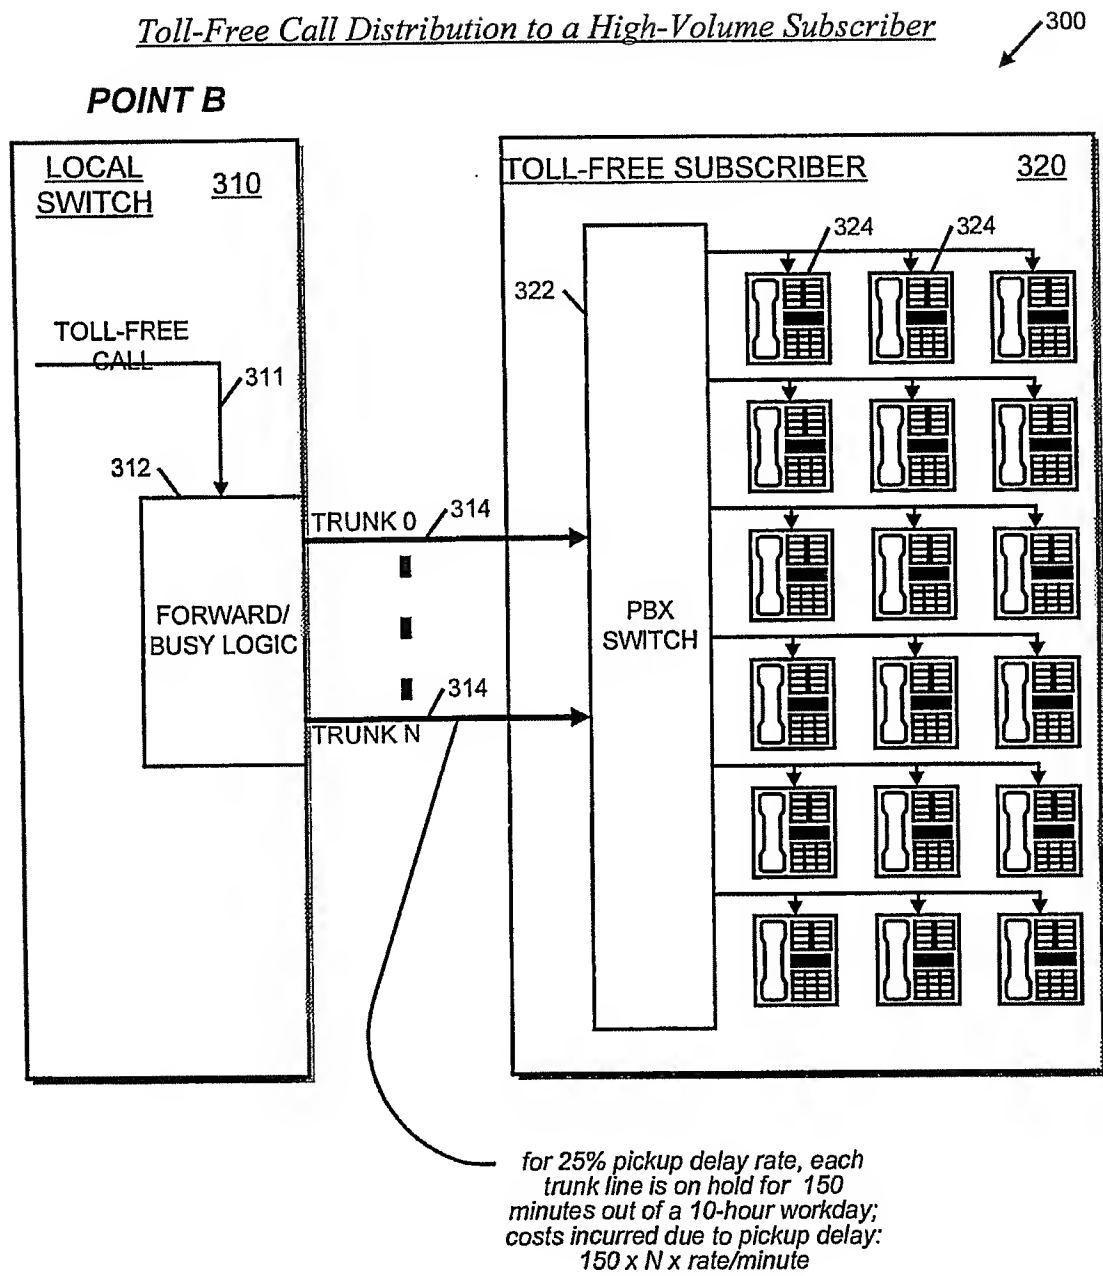 Toll-Free Call Distribution to a High-Volume Subscriber
300
POINT B
LOCAL
SWITCH
310
TOLL-FREE SUBSCRIBER
320
324
324
322
TOLL-FREE
CALL
311
312
TRUNK 0
314
FORWARD/
BUSY LOGIC
PBX
SWITCH
314
TRUNK N
for 25% pickup delay rate, each
trunk line is on hold for 150
minutes out of a 10-hour workday;
costs incurred due to pickup delay:
150 x N x rate/minute